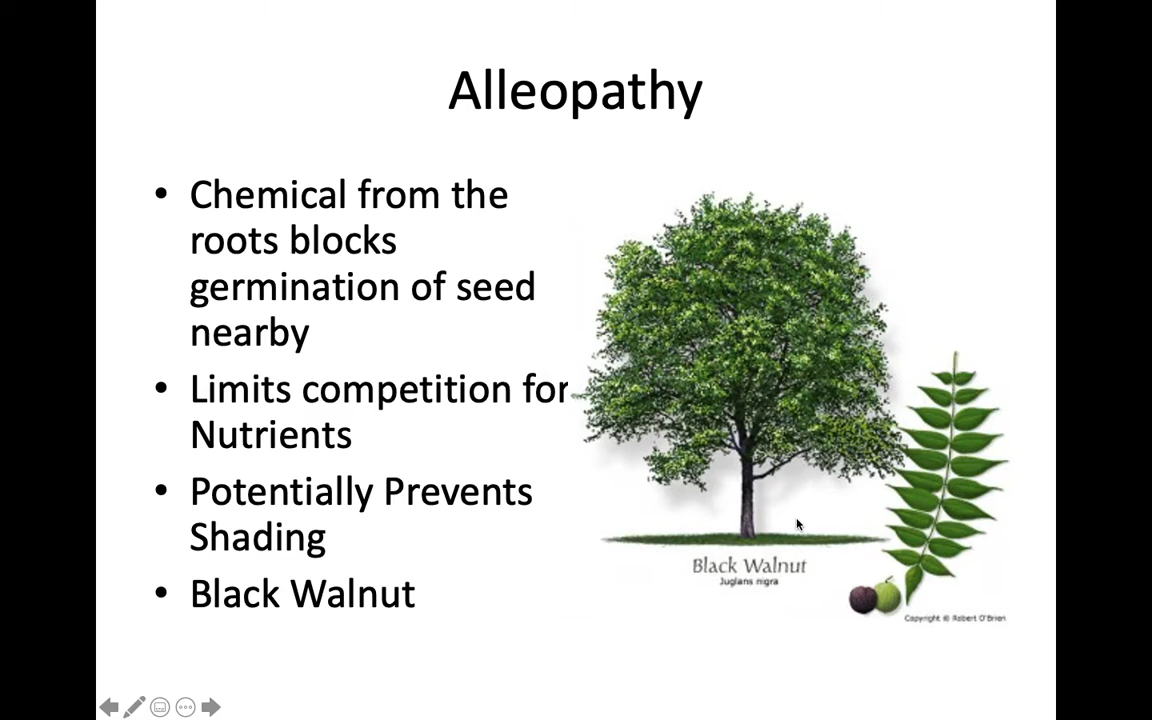 Alleopathy
• Chemical from the
roots blocks
germination of seed
nearby
• Limits competition for
Nutrients
• Potentially Prevents
Shading
• Black Walnut
Black Walnut
Juglans nigra
Copyright © Robert O'Brien